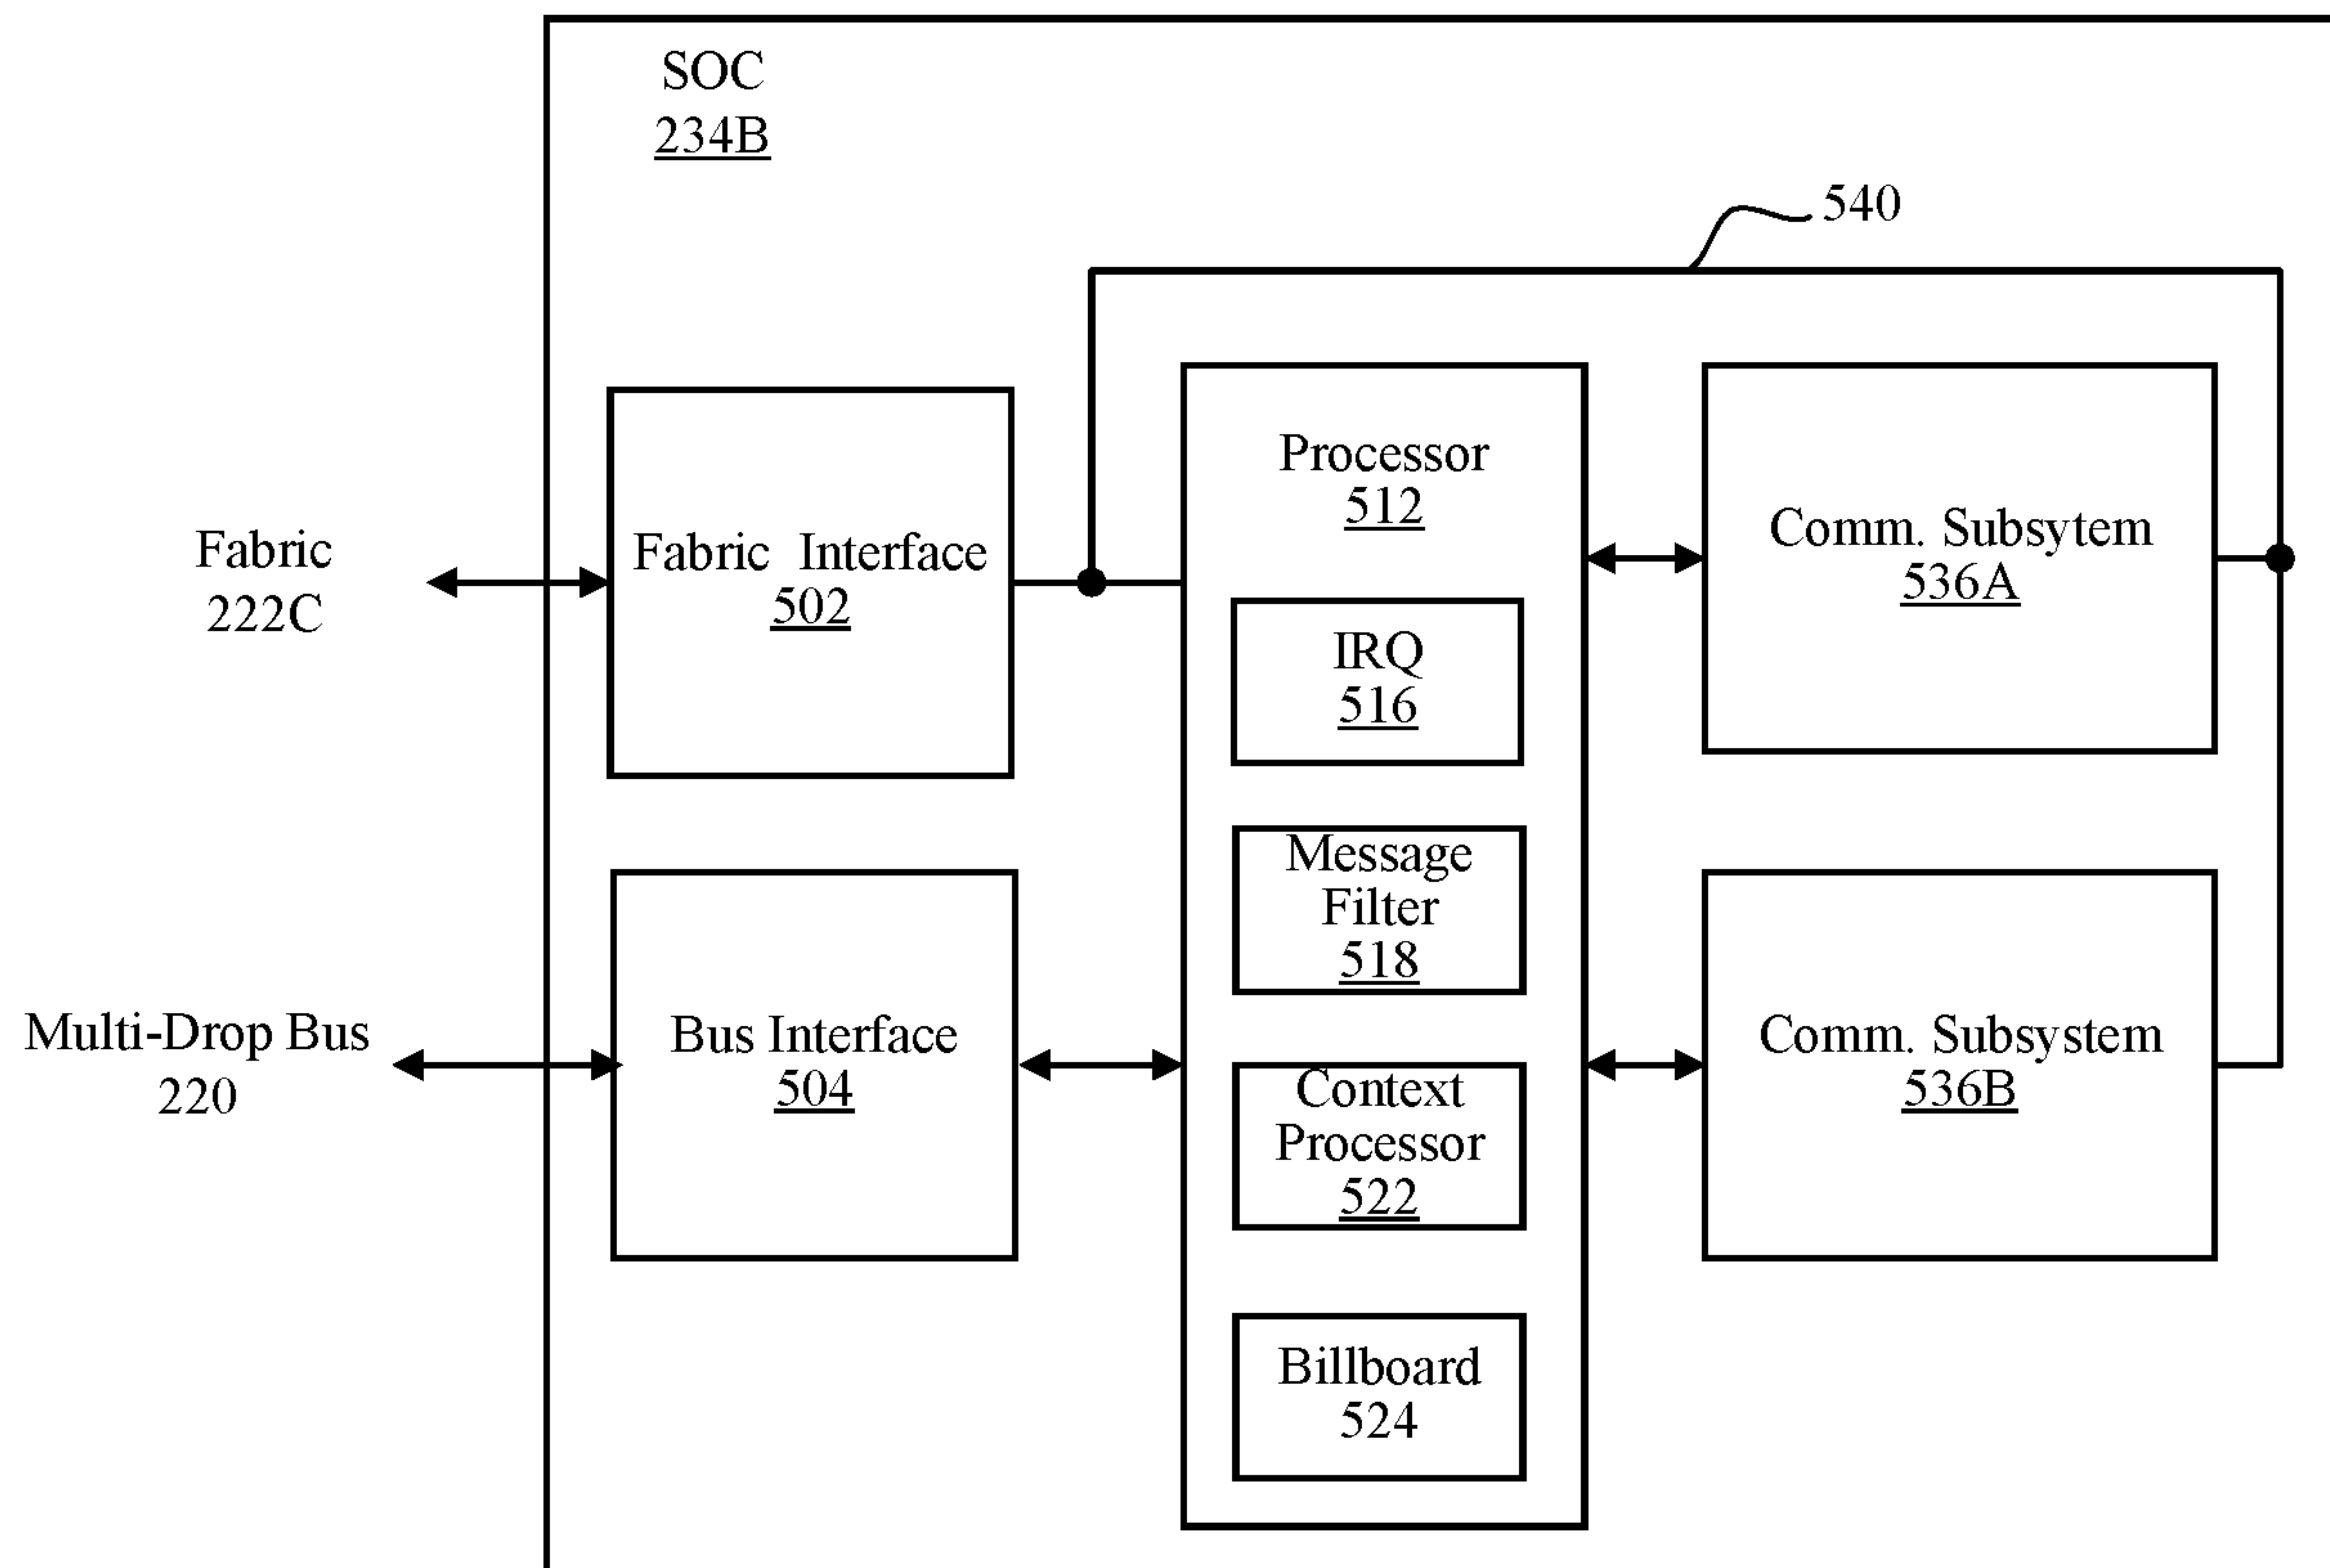 SOC
234B
540
Processor
512
Fabric
222C
Fabric Interface
502
Comm. Subsytem
536A
IRQ
516
Message
Filter
518
Multi-Drop Bus
220
Bus Interface
504
Context
Processor
522
Comm. Subsystem
536B
Billboard
524